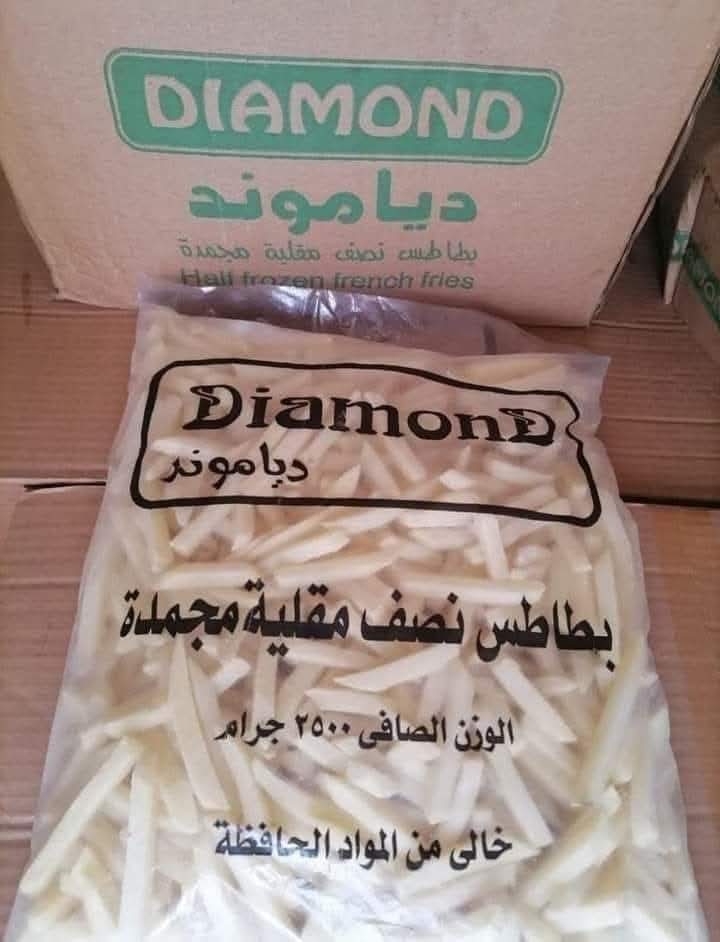 DIAMOND
دياموند
بطاطس نصف مقلية مجمدة
Half frozen french fries
DiamonD
دياموند
بطاطس نصف مقلية مجمدة
الوزن الصافى ٢٥٠٠ جرام
خالى من المواد الحافظة